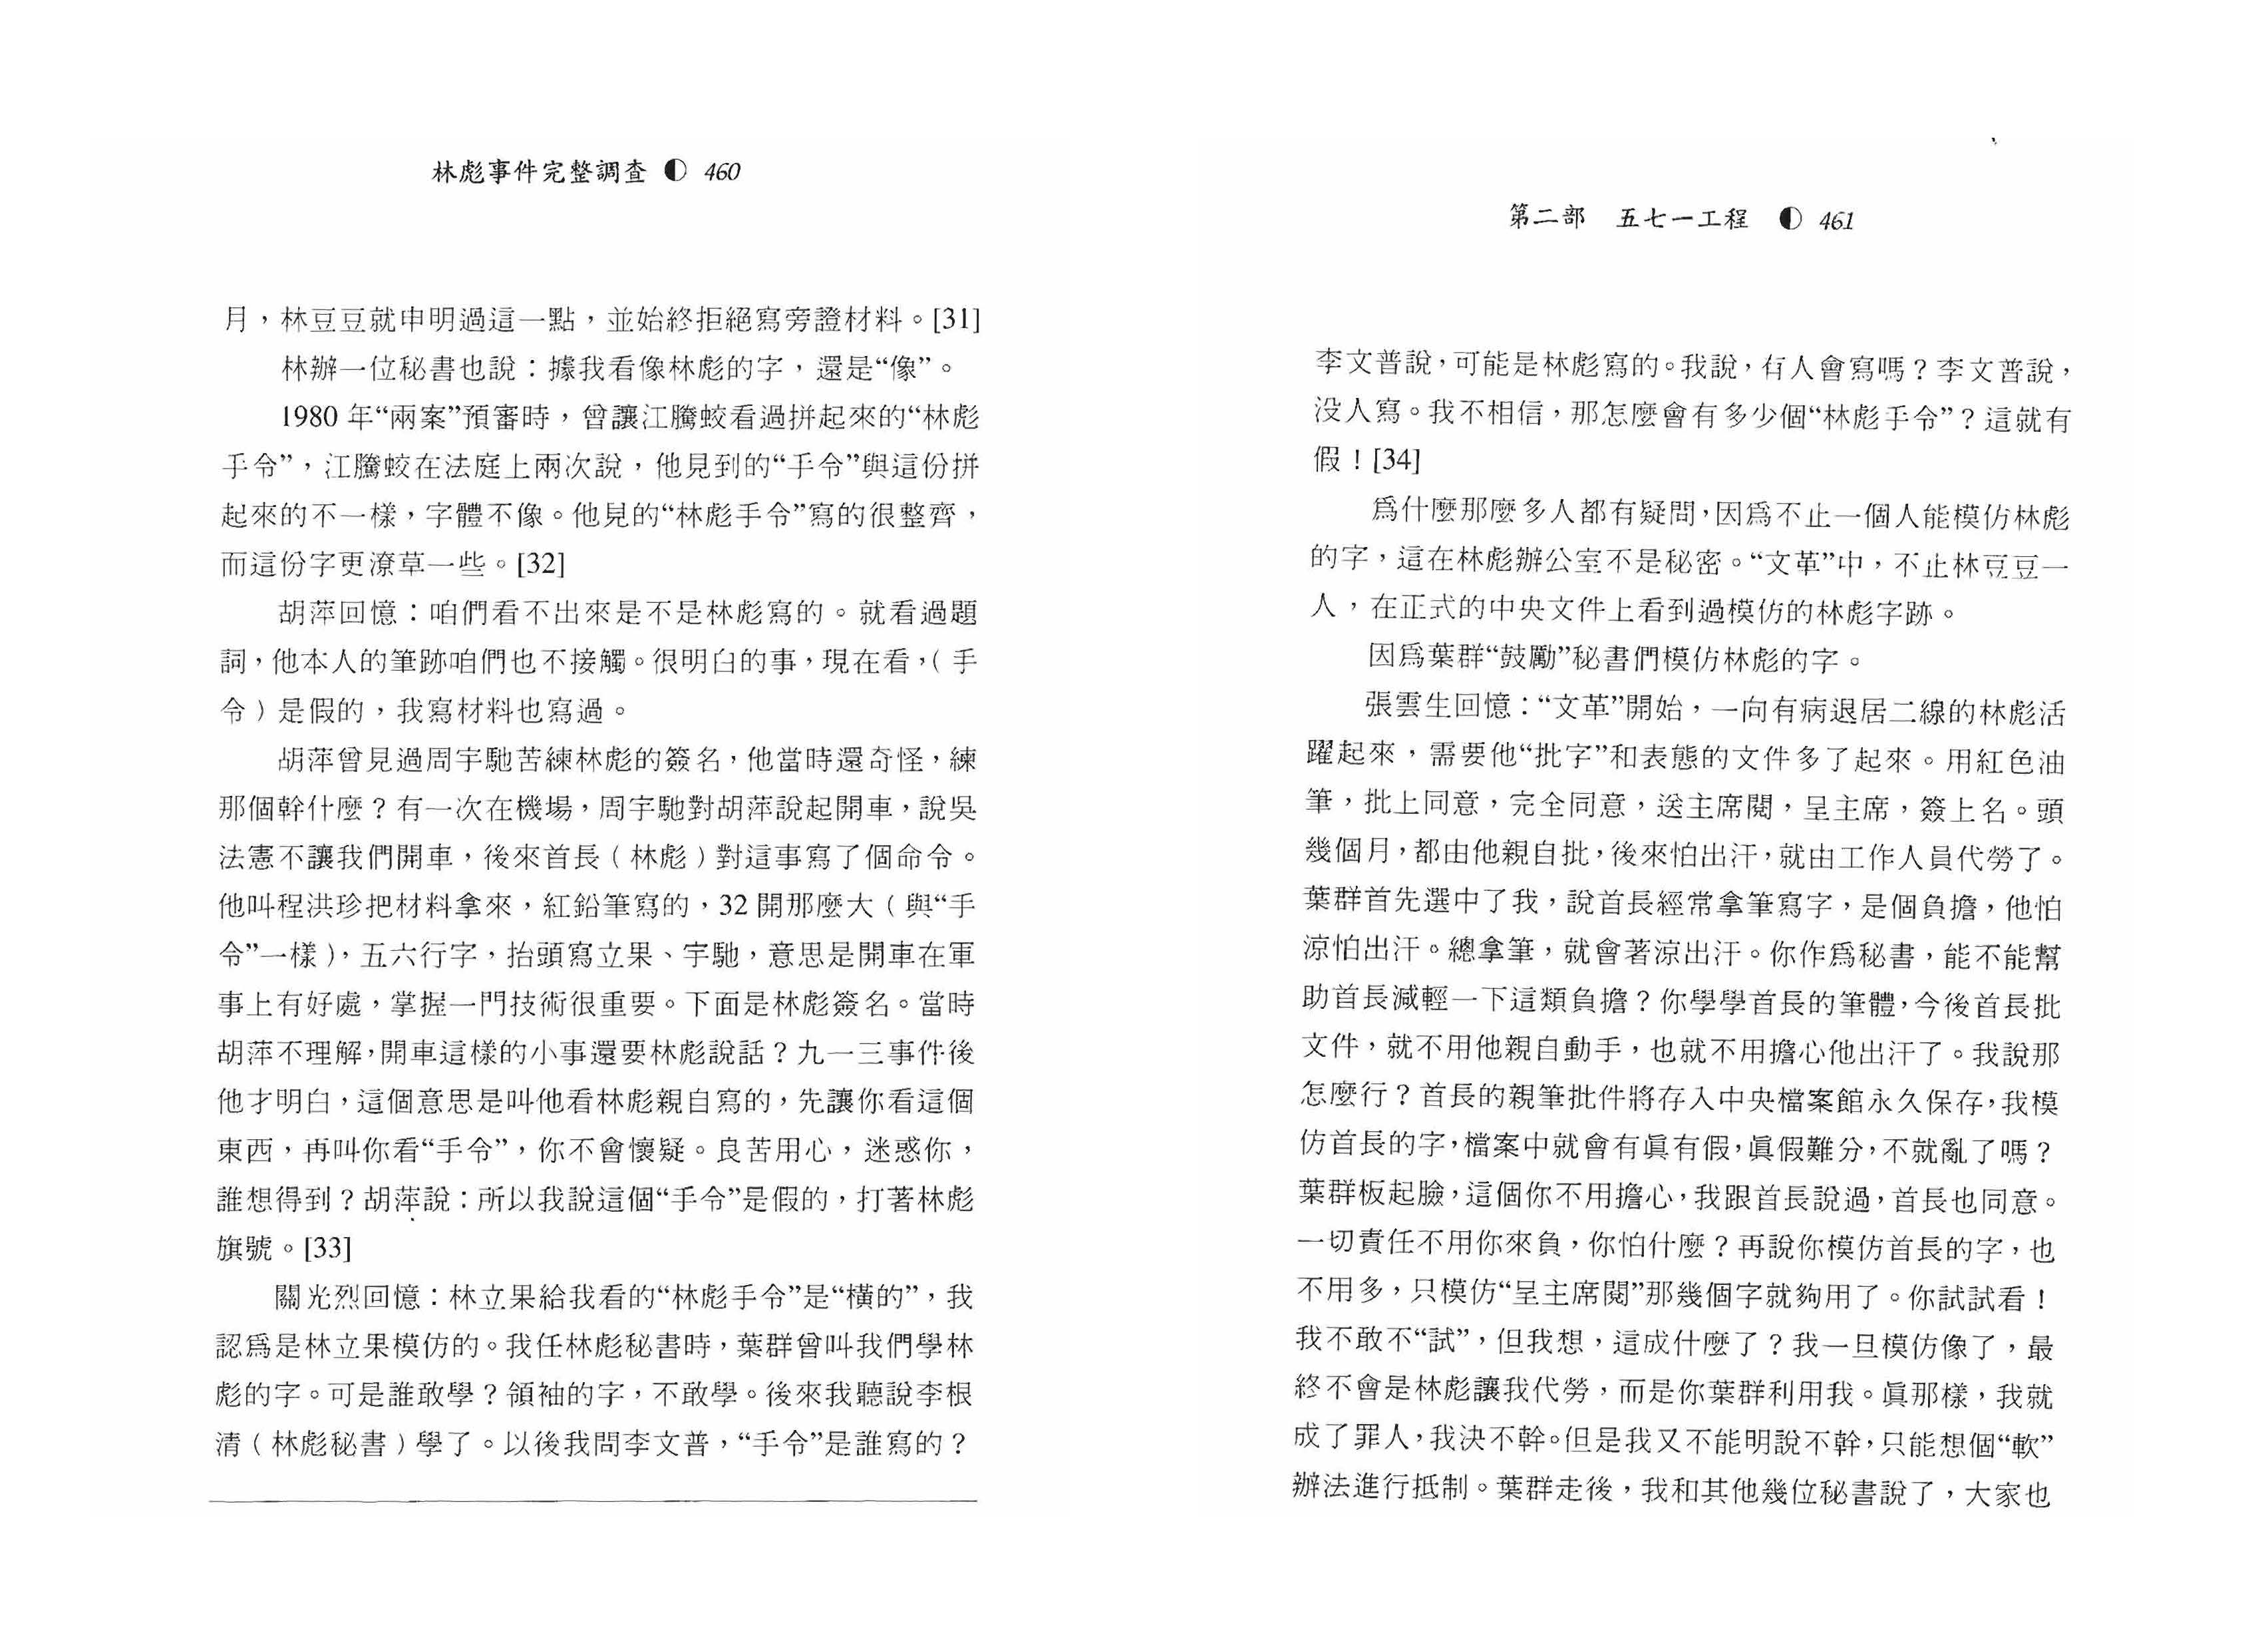 林彪事件完整調查 ◐ 460
月，林豆豆就申明過這一點，並始終拒絕寫旁證材料。[31]
林辦一位秘書也說：據我看像林彪的字，還是“像”。
1980 年“兩案”預審時，曾讓江騰蛟看過拼起來的“林彪
手令”，江騰蛟在法庭上兩次說，他見到的“手令”與這份拼
起來的不一樣，字體不像。他見的“林彪手令”寫的很整齊，
而這份字更潦草一些。[32]
胡萍回憶：咱們看不出來是不是林彪寫的。就看過題
詞，他本人的筆跡咱們也不接觸。很明白的事，現在看，（手
令）是假的，我寫材料也寫過。
胡萍曾見過周宇馳苦練林彪的簽名，他當時還奇怪，練
那個幹什麼？有一次在機場，周宇馳對胡萍說起開車，說吳
法憲不讓我們開車，後來首長（林彪）對這事寫了個命令。
他叫程洪珍把材料拿來，紅鉛筆寫的，32 開那麼大（與“手
令”一樣），五六行字，抬頭寫立果、宇馳，意思是開車在軍
事上有好處，掌握一門技術很重要。下面是林彪簽名。當時
胡萍不理解，開車這樣的小事還要林彪說話？九一三事件後
他才明白，這個意思是叫他看林彪親自寫的，先讓你看這個
東西，再叫你看“手令”，你不會懷疑。良苦用心，迷惑你，
誰想得到？胡萍說：所以我說這個“手令”是假的，打著林彪
旗號。[33]
關光烈回憶：林立果給我看的“林彪手令”是“橫的”，我
認爲是林立果模仿的。我任林彪秘書時，葉群曾叫我們學林
彪的字。可是誰敢學？領袖的字，不敢學。後來我聽說李根
清（林彪秘書）學了。以後我問李文普，“手令”是誰寫的？
第二部　五七一工程 ◐ 461
李文普說，可能是林彪寫的。我說，有人會寫嗎？李文普說，
没人寫。我不相信，那怎麼會有多少個“林彪手令”？這就有
假！[34]
爲什麼那麼多人都有疑問，因爲不止一個人能模仿林彪
的字，這在林彪辦公室不是秘密。“文革”中，不止林豆豆一
人，在正式的中央文件上看到過模仿的林彪字跡。
因爲葉群“鼓勵”秘書們模仿林彪的字。
張雲生回憶：“文革”開始，一向有病退居二線的林彪活
躍起來，需要他“批字”和表態的文件多了起來。用紅色油
筆，批上同意，完全同意，送主席閱，呈主席，簽上名。頭
幾個月，都由他親自批，後來怕出汗，就由工作人員代勞了。
葉群首先選中了我，說首長經常拿筆寫字，是個負擔，他怕
涼怕出汗。總拿筆，就會著涼出汗。你作爲秘書，能不能幫
助首長減輕一下這類負擔？你學學首長的筆體，今後首長批
文件，就不用他親自動手，也就不用擔心他出汗了。我說那
怎麼行？首長的親筆批件將存入中央檔案館永久保存，我模
仿首長的字，檔案中就會有眞有假，眞假難分，不就亂了嗎？
葉群板起臉，這個你不用擔心，我跟首長說過，首長也同意。
一切責任不用你來負，你怕什麼？再說你模仿首長的字，也
不用多，只模仿“呈主席閱”那幾個字就夠用了。你試試看！
我不敢不“試”，但我想，這成什麼了？我一旦模仿像了，最
終不會是林彪讓我代勞，而是你葉群利用我。眞那樣，我就
成了罪人，我決不幹。但是我又不能明說不幹，只能想個“軟”
辦法進行抵制。葉群走後，我和其他幾位秘書說了，大家也